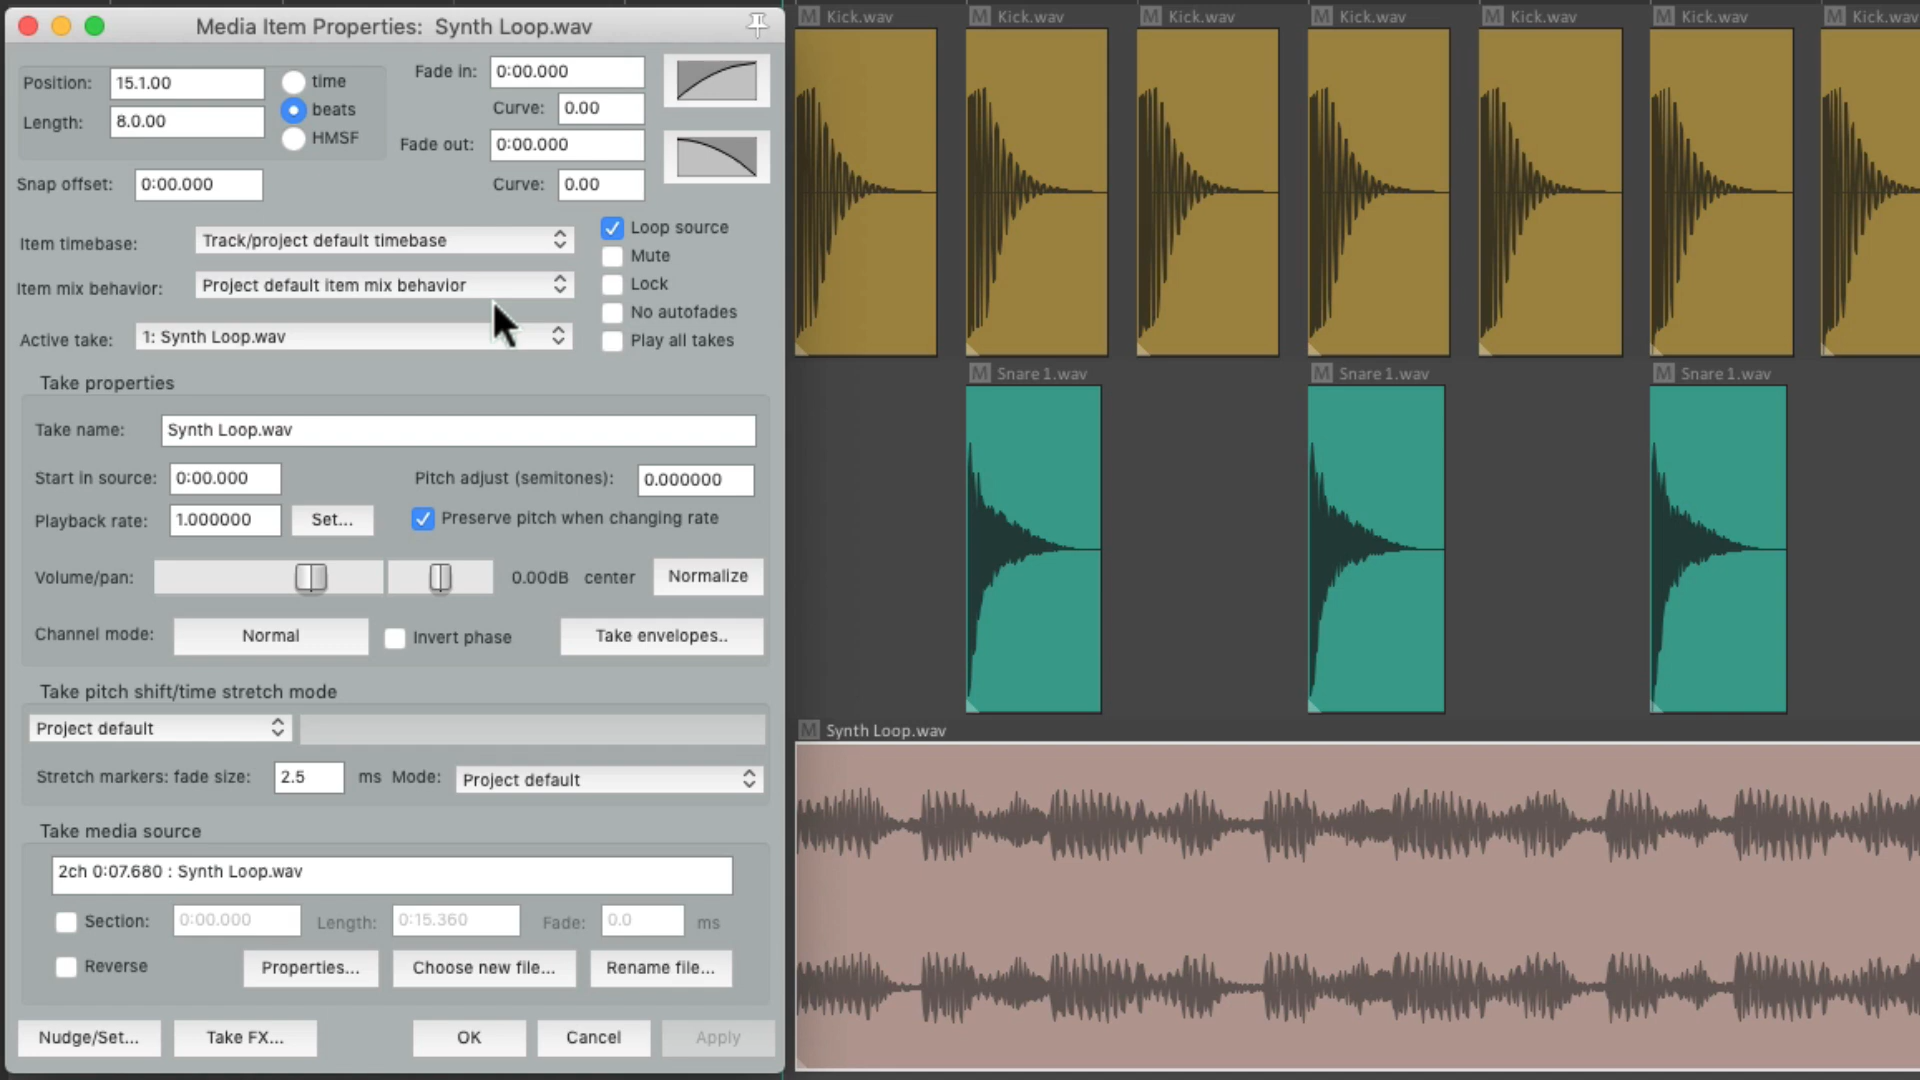 Media Item Properties:  Synth Loop.wav
Position: 15.1.00
time
Length: 8.0.00
beats
HMSF
Snap offset: 0:00.000
Fade in: 0:00.000
Curve: 0.00
Fade out: 0:00.000
Curve: 0.00
Item timebase: Track/project default timebase
Item mix behavior: Project default item mix behavior
Active take: 1: Synth Loop.wav
Loop source
Mute
Lock
No autofades
Play all takes
Take properties
Take name: Synth Loop.wav
Start in source: 0:00.000
Pitch adjust (semitones): 0.000000
Playback rate: 1.000000 Set...
Preserve pitch when changing rate
Volume/pan: 0.00dB center Normalize
Channel mode: Normal Invert phase Take envelopes..
Take pitch shift/time stretch mode
Project default
Stretch markers: fade size: 2.5 ms Mode: Project default
Take media source
2ch 0:07.680 : Synth Loop.wav
Section: 0:00.000 Length: 0:15.360 Fade: 0.0 ms
Reverse Properties... Choose new file... Rename file...
Nudge/Set... Take FX... OK Cancel Apply
M Kick.wav M Kick.wav M Kick.wav M Kick.wav M Kick.wav M Kick.wav M Kick.wav
M Snare 1.wav M Snare 1.wav M Snare 1.wav
M Synth Loop.wav